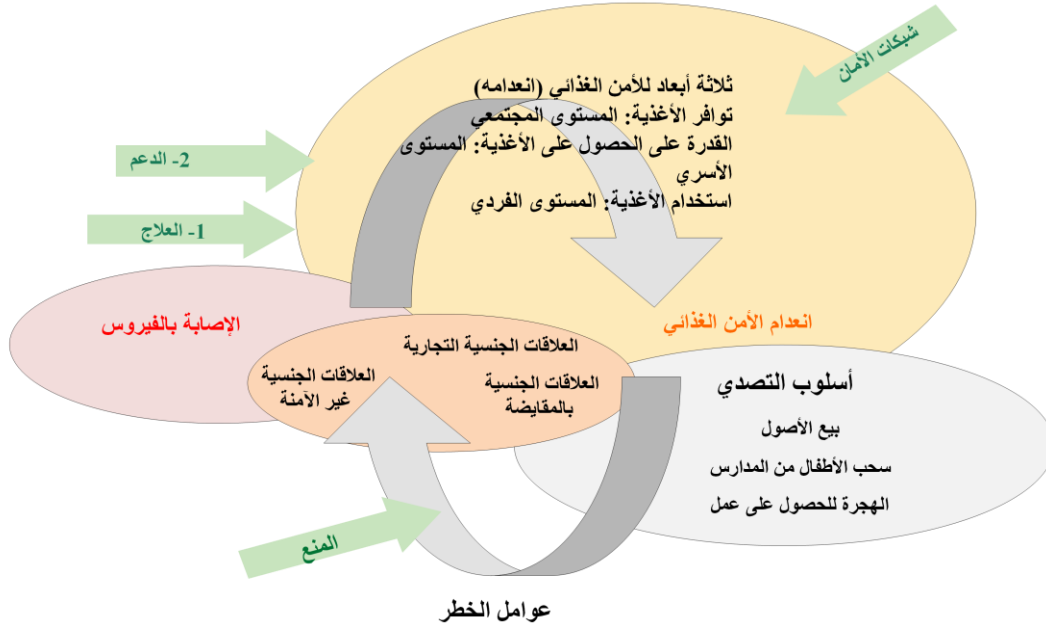 شبكات الأمان
ثلاثة أبعاد للأمن الغذائي (انعدامه)
توافر الأغذية: المستوى المجتمعي
القدرة على الحصول على الأغذية: المستوى
الأسري
استخدام الأغذية: المستوى الفردي
2- الدعم
1- العلاج
انعدام الأمن الغذائي
الإصابة بالفيروس
العلاقات الجنسية التجارية
العلاقات الجنسية
بالمقايضة
العلاقات الجنسية
غير الآمنة
أسلوب التصدي
بيع الأصول
سحب الأطفال من المدارس
الهجرة للحصول على عمل
المنع
عوامل الخطر